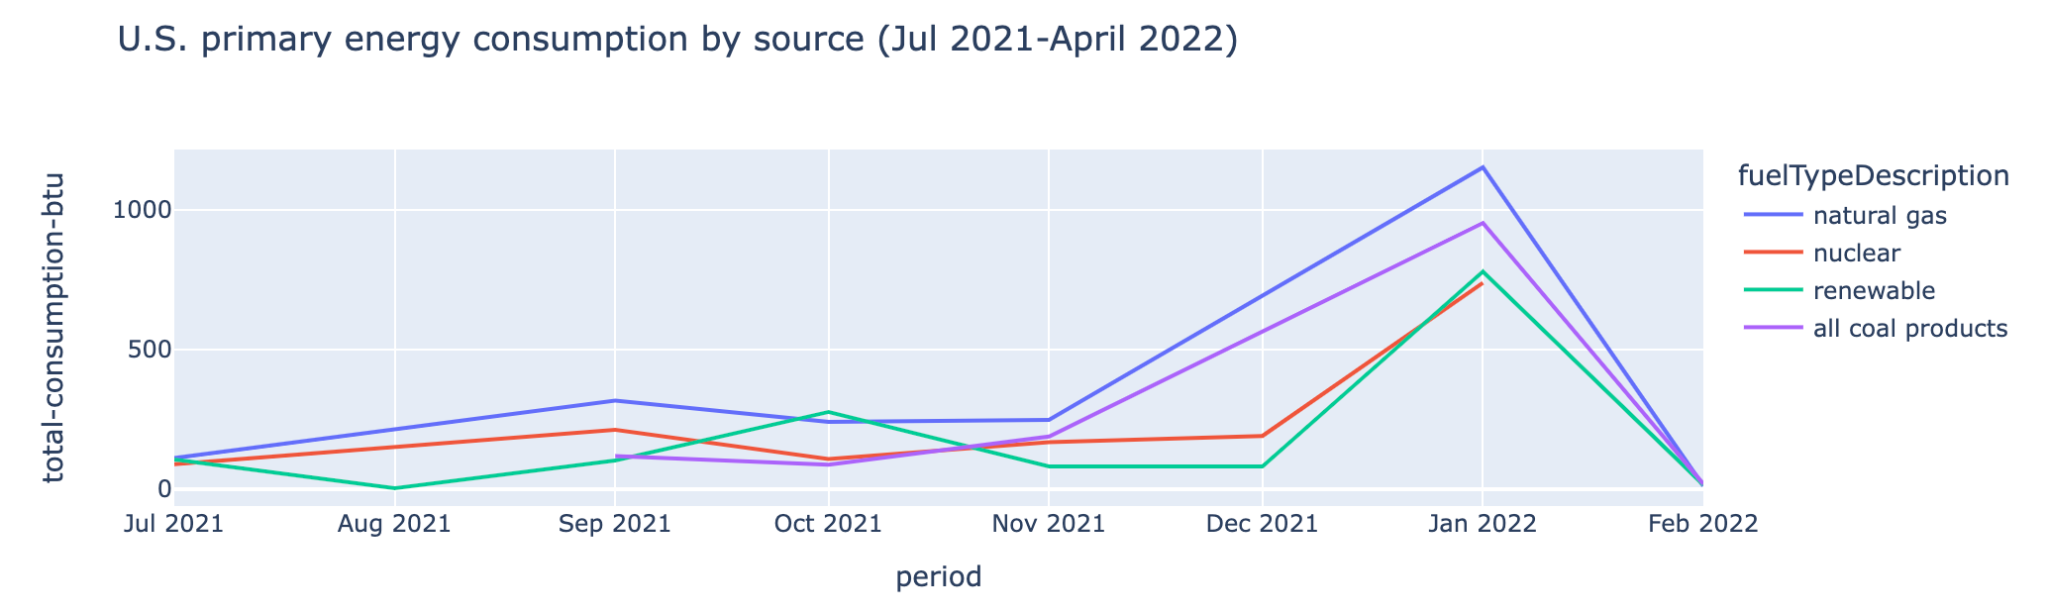 U.S. primary energy consumption by source (Jul 2021-April 2022)
total-consumption-btu
1000
500
0
Jul 2021 Aug 2021 Sep 2021 Oct 2021 Nov 2021 Dec 2021 Jan 2022 Feb 2022
period
fuelTypeDescription
natural gas
nuclear
renewable
all coal products